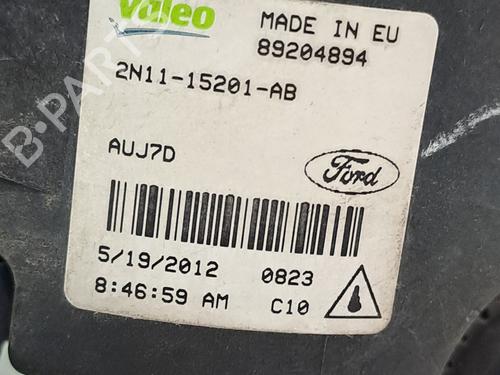 Valeo
MADE IN EU
89204894
2N11-15201-AB
AUJ7D
Ford
5/19/2012 0823
8:46:59 AM C10
B-PARTS